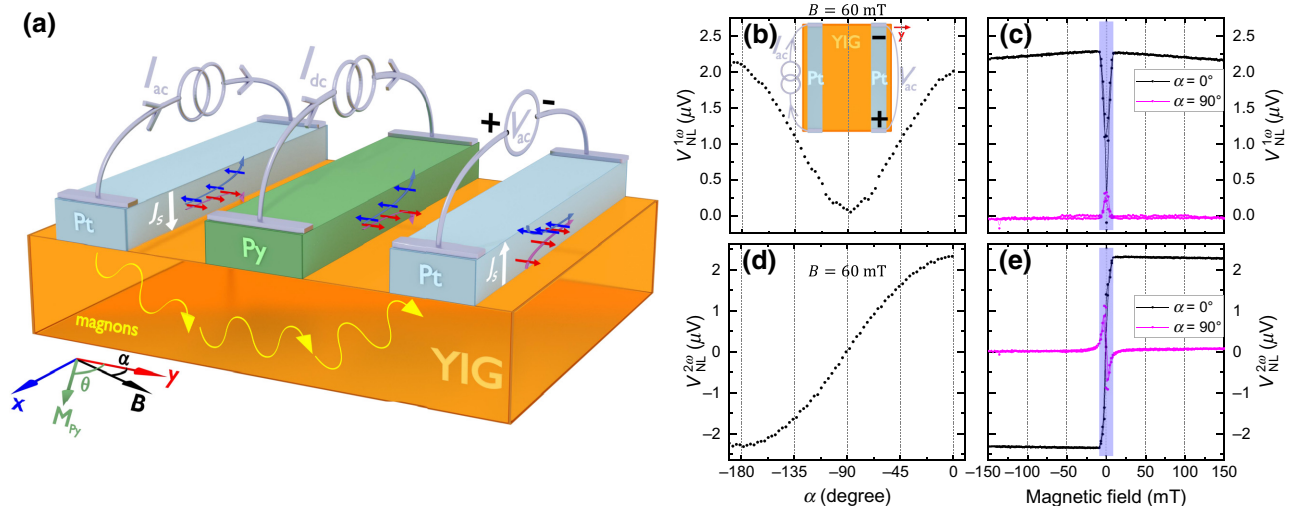 (a)
I_ac
I_dc
+ V_ac −
Pt
J_s
Py
Pt
J_s
magnons
YIG
α
y
θ
B
x
M_Py
B = 60 mT
(b)
2.5
2.0
1.5
1.0
0.5
0.0
V_NL^1ω (μV)
YIG
y
I_ac
Pt
Pt
−
+
V_ac
(c)
α = 0°
α = 90°
2.5
2.0
1.5
1.0
0.5
0.0
V_NL^1ω (μV)
(d)
B = 60 mT
2
1
0
−1
−2
V_NL^2ω (μV)
−180 −135 −90 −45 0
α (degree)
(e)
α = 0°
α = 90°
2
1
0
−1
−2
V_NL^2ω (μV)
−150 −100 −50 0 50 100 150
Magnetic field (mT)